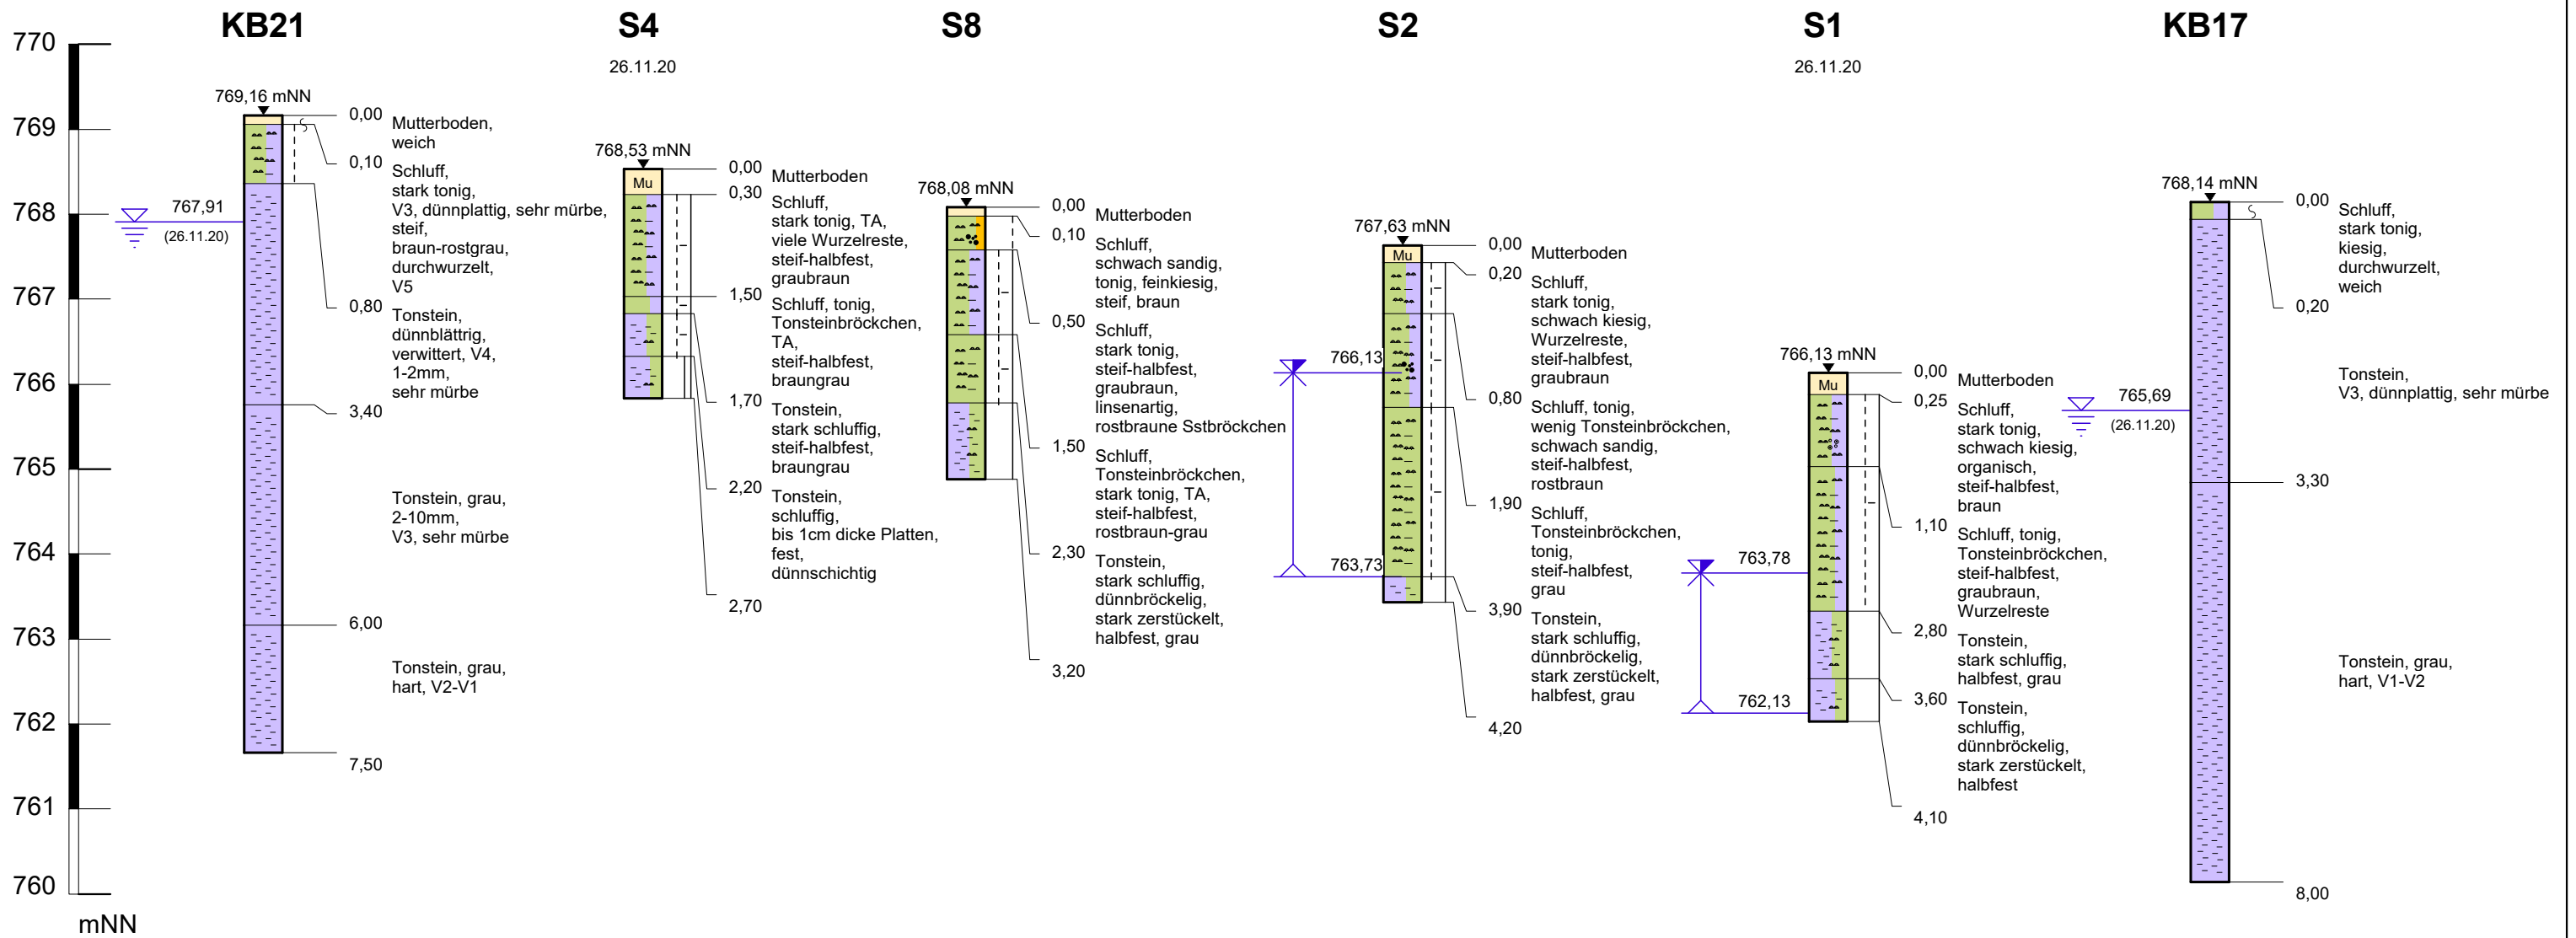 KB21
S4
S8
S2
S1
KB17
26.11.20
26.11.20
770
769
768
767
766
765
764
763
762
761
760
mNN
769,16 mNN
767,91
(26.11.20)
0,00
Mutterboden,
weich
0,10
Schluff,
stark tonig,
V3, dünnplattig, sehr mürbe,
steif,
braun-rostgrau,
durchwurzelt,
V5
0,80
Tonstein,
dünnblättrig,
verwittert, V4,
1-2mm,
sehr mürbe
3,40
Tonstein, grau,
2-10mm,
V3, sehr mürbe
6,00
Tonstein, grau,
hart, V2-V1
7,50
768,53 mNN
Mu
0,00
Mutterboden
0,30
Schluff,
stark tonig, TA,
viele Wurzelreste,
steif-halbfest,
graubraun
1,50
Schluff, tonig,
Tonsteinbröckchen,
TA,
steif-halbfest,
braungrau
1,70
Tonstein,
stark schluffig,
steif-halbfest,
braungrau
2,20
Tonstein,
schluffig,
bis 1cm dicke Platten,
fest,
dünnschichtig
2,70
768,08 mNN
0,00
Mutterboden
0,10
Schluff,
schwach sandig,
tonig, feinkiesig,
steif, braun
0,50
Schluff,
stark tonig,
steif-halbfest,
graubraun,
linsenartig,
rostbraune Sstbröckchen
1,50
Schluff,
Tonsteinbröckchen,
stark tonig, TA,
steif-halbfest,
rostbraun-grau
2,30
Tonstein,
stark schluffig,
dünnbröckelig,
stark zerstückelt,
halbfest, grau
3,20
767,63 mNN
Mu
766,13
763,73
0,00
Mutterboden
0,20
Schluff,
stark tonig,
schwach kiesig,
Wurzelreste,
steif-halbfest,
graubraun
0,80
Schluff, tonig,
wenig Tonsteinbröckchen,
schwach sandig,
steif-halbfest,
rostbraun
1,90
Schluff,
Tonsteinbröckchen,
tonig,
steif-halbfest,
grau
3,90
Tonstein,
stark schluffig,
dünnbröckelig,
stark zerstückelt,
halbfest, grau
4,20
766,13 mNN
Mu
763,78
762,13
0,00
Mutterboden
0,25
Schluff,
stark tonig,
schwach kiesig,
organisch,
steif-halbfest,
braun
1,10
Schluff, tonig,
Tonsteinbröckchen,
steif-halbfest,
graubraun,
Wurzelreste
2,80
Tonstein,
stark schluffig,
halbfest, grau
3,60
Tonstein,
schluffig,
dünnbröckelig,
stark zerstückelt,
halbfest
4,10
768,14 mNN
765,69
(26.11.20)
0,00
Schluff,
stark tonig,
kiesig,
durchwurzelt,
weich
0,20
Tonstein,
V3, dünnplattig, sehr mürbe
3,30
Tonstein, grau,
hart, V1-V2
8,00